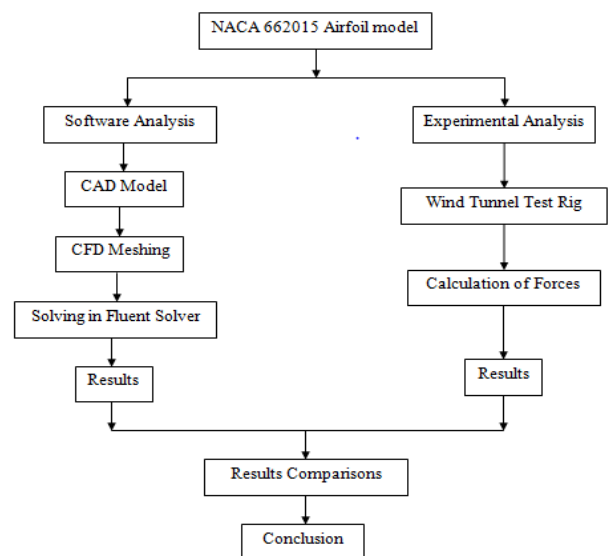 NACA 662015 Airfoil model
Software Analysis
Experimental Analysis
CAD Model
Wind Tunnel Test Rig
CFD Meshing
Calculation of Forces
Solving in Fluent Solver
Results
Results
Results Comparisons
Conclusion